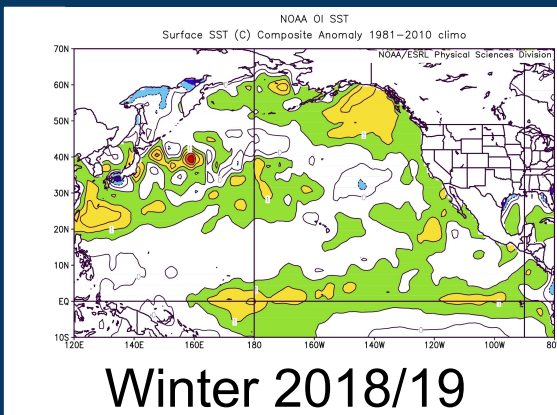 NOAA OI SST
Surface SST (C) Composite Anomaly 1981–2010 climo
NOAA/ESRL Physical Sciences Division
70N
60N
50N
40N
30N
20N
10N
EQ
10S
120E 140E 160E 180 160W 140W 120W 100W 80
Winter 2018/19